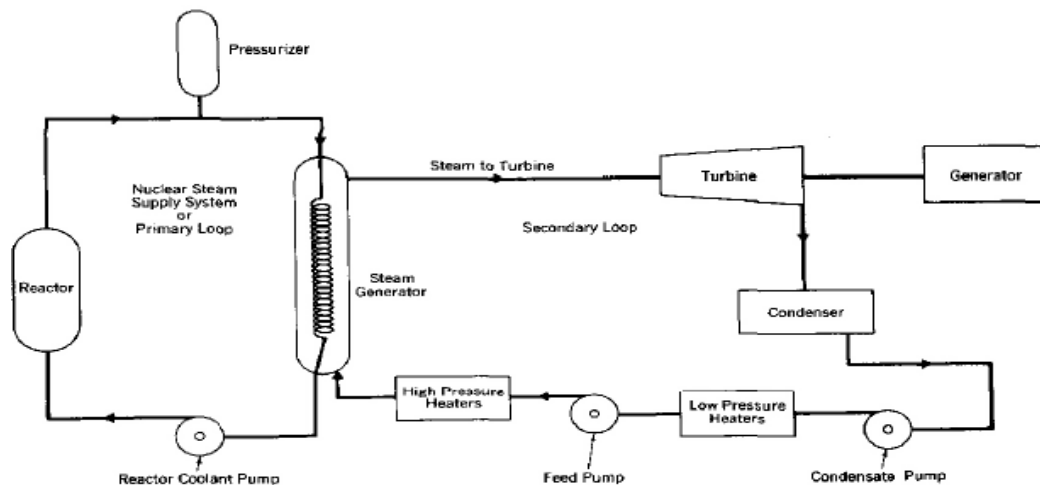 Pressurizer
Nuclear Steam
Supply System
or
Primary Loop
Reactor
Steam
Generator
Reactor Coolant Pump
Steam to Turbine
Secondary Loop
Turbine
Generator
Condenser
High Pressure
Heaters
Feed Pump
Low Pressure
Heaters
Condensate Pump